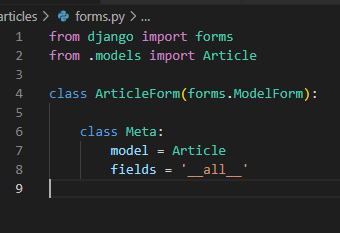 articles > forms.py > ...
1 from django import forms
2 from .models import Article
3
4 class ArticleForm(forms.ModelForm):
5
6     class Meta:
7         model = Article
8         fields = '__all__'
9